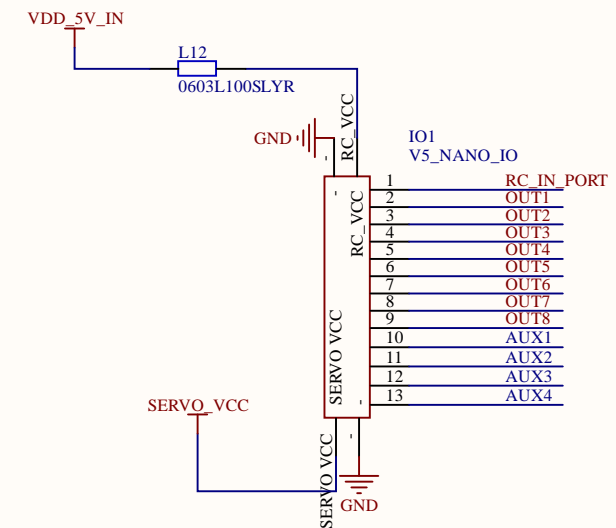 VDD_5V_IN
L12
0603L100SLYR
GND
-
RC_VCC
IO1
V5_NANO_IO
-
RC_VCC
1 RC_IN_PORT
2 OUT1
3 OUT2
4 OUT3
5 OUT4
6 OUT5
7 OUT6
8 OUT7
9 OUT8
10 AUX1
11 AUX2
12 AUX3
13 AUX4
SERVO VCC
-
SERVO_VCC
SERVO VCC
-
GND